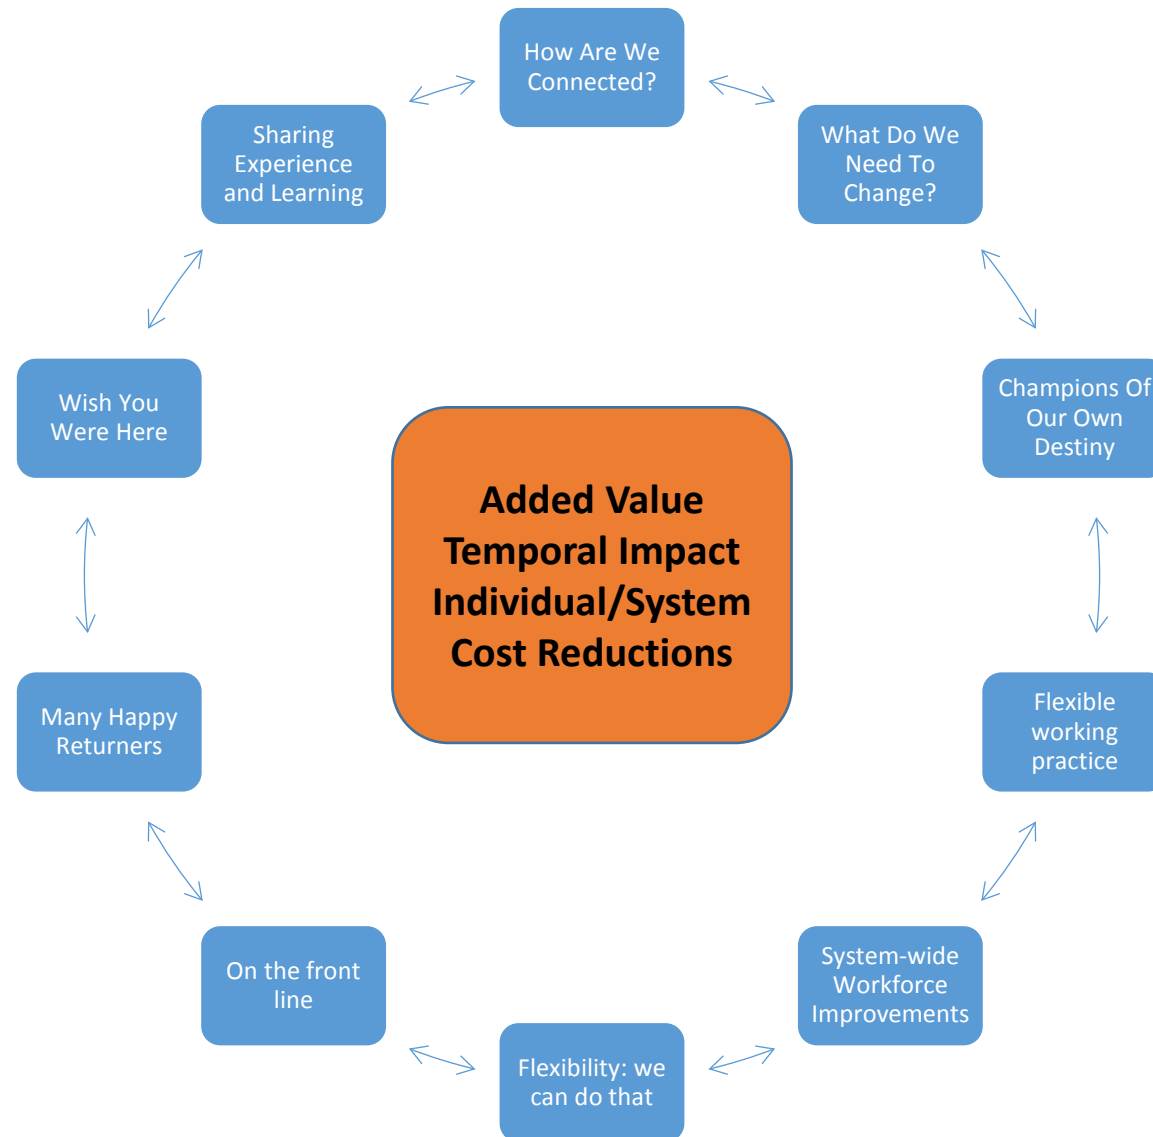 How Are We
Connected?
What Do We
Need To
Change?
Champions Of
Our Own
Destiny
Flexible
working
practice
System-wide
Workforce
Improvements
Flexibility: we
can do that
On the front
line
Many Happy
Returners
Wish You
Were Here
Sharing
Experience
and Learning
Added Value
Temporal Impact
Individual/System
Cost Reductions